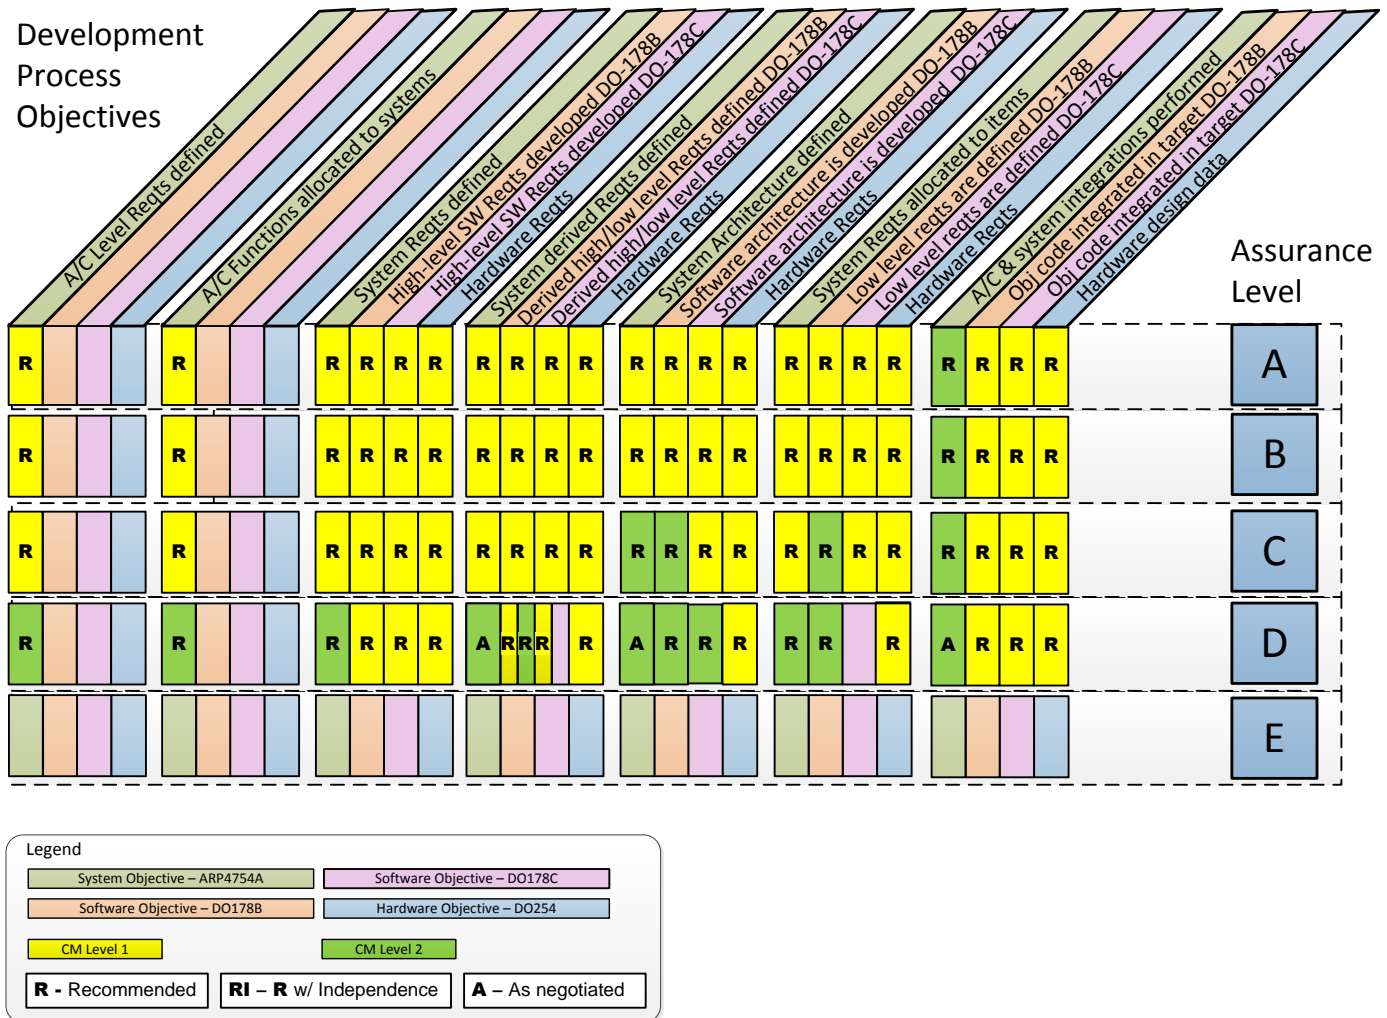 Development
Process
Objectives
A/C Level Reqts defined
A/C Functions allocated to systems
System Reqts defined
High-level SW Reqts developed DO-178B
High-level SW Reqts developed DO-178C
Hardware Reqts
System derived Reqts defined
Derived high/low level Reqts defined DO-178B
Derived high/low level Reqts defined DO-178C
Hardware Reqts
System Architecture defined
Software architecture is developed DO-178B
Software architecture is developed DO-178C
Hardware Reqts
System Reqts allocated to items
Low level reqts are defined DO-178B
Low level reqts are defined DO-178C
Hardware Reqts
A/C & system integrations performed
Obj code integrated in target DO-178B
Obj code integrated in target DO-178C
Hardware design data
Assurance
Level
R R R R R R R R R R R R R R R R R R R R R R A
R R R R R R R R R R R R R R R R R R R R R R B
R R R R R R R R R R R R R R R R R R R R R R C
R R R R R R A R R R R A R R R R R R A R R R D
E
Legend
System Objective – ARP4754A
Software Objective – DO178C
Software Objective – DO178B
Hardware Objective – DO254
CM Level 1
CM Level 2
R - Recommended
RI – R w/ Independence
A – As negotiated